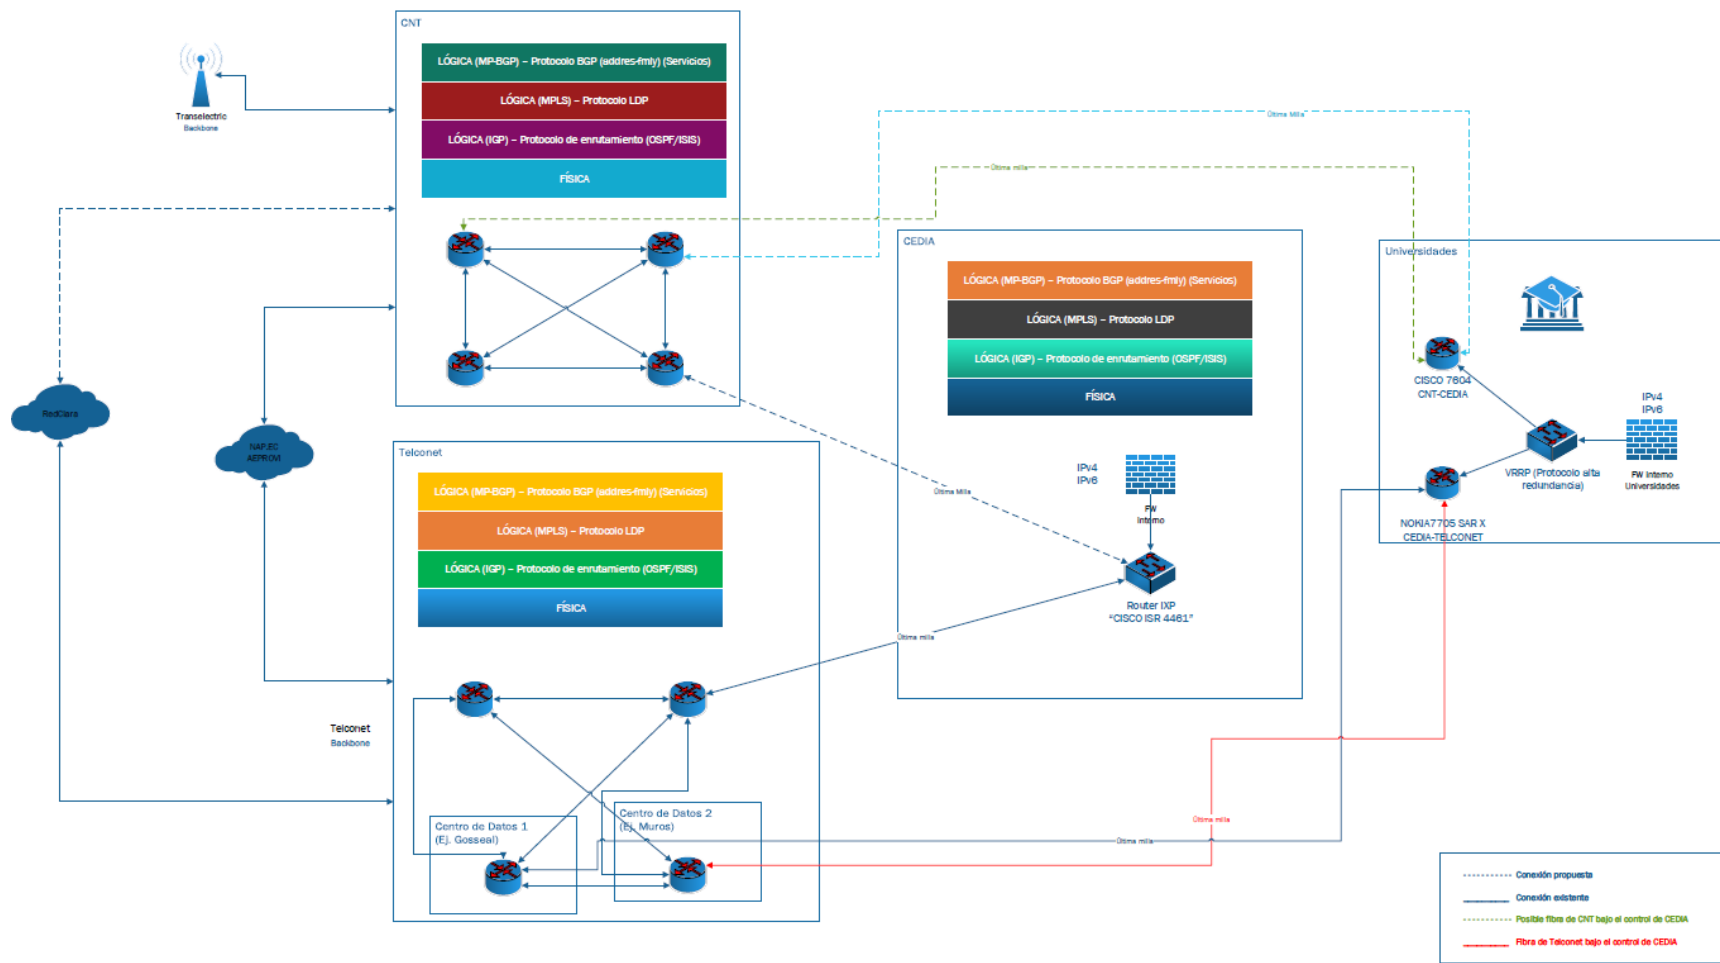 CNT
LÓGICA (MP-BGP) – Protocolo BGP (addres-fmly) (Servicios)
LÓGICA (MPLS) – Protocolo LDP
LÓGICA (IGP) – Protocolo de enrutamiento (OSPF/ISIS)
FÍSICA
Transelectric
Backbone
Última Milla
Última milla
CEDIA
LÓGICA (MP-BGP) – Protocolo BGP (addres-fmly) (Servicios)
LÓGICA (MPLS) – Protocolo LDP
LÓGICA (IGP) – Protocolo de enrutamiento (OSPF/ISIS)
FÍSICA
IPv4
IPv6
FW
Interno
Router IXP
“CISCO ISR 4461”
Última Milla
Última milla
Universidades
CISCO 7604
CNT-CEDIA
IPv4
IPv6
VRRP (Protocolo alta
redundancia)
FW Interno
Universidades
NOKIA7705 SAR X
CEDIA-TELCONET
RedClara
NAP.EC
AEPROVI
Telconet
LÓGICA (MP-BGP) – Protocolo BGP (addres-fmly) (Servicios)
LÓGICA (MPLS) – Protocolo LDP
LÓGICA (IGP) – Protocolo de enrutamiento (OSPF/ISIS)
FÍSICA
Telconet
Backbone
Centro de Datos 1
(Ej. Gosseal)
Centro de Datos 2
(Ej. Muros)
Última milla
Última milla
Conexión propuesta
Conexión existente
Posible fibra de CNT bajo el control de CEDIA
Fibra de Telconet bajo el control de CEDIA